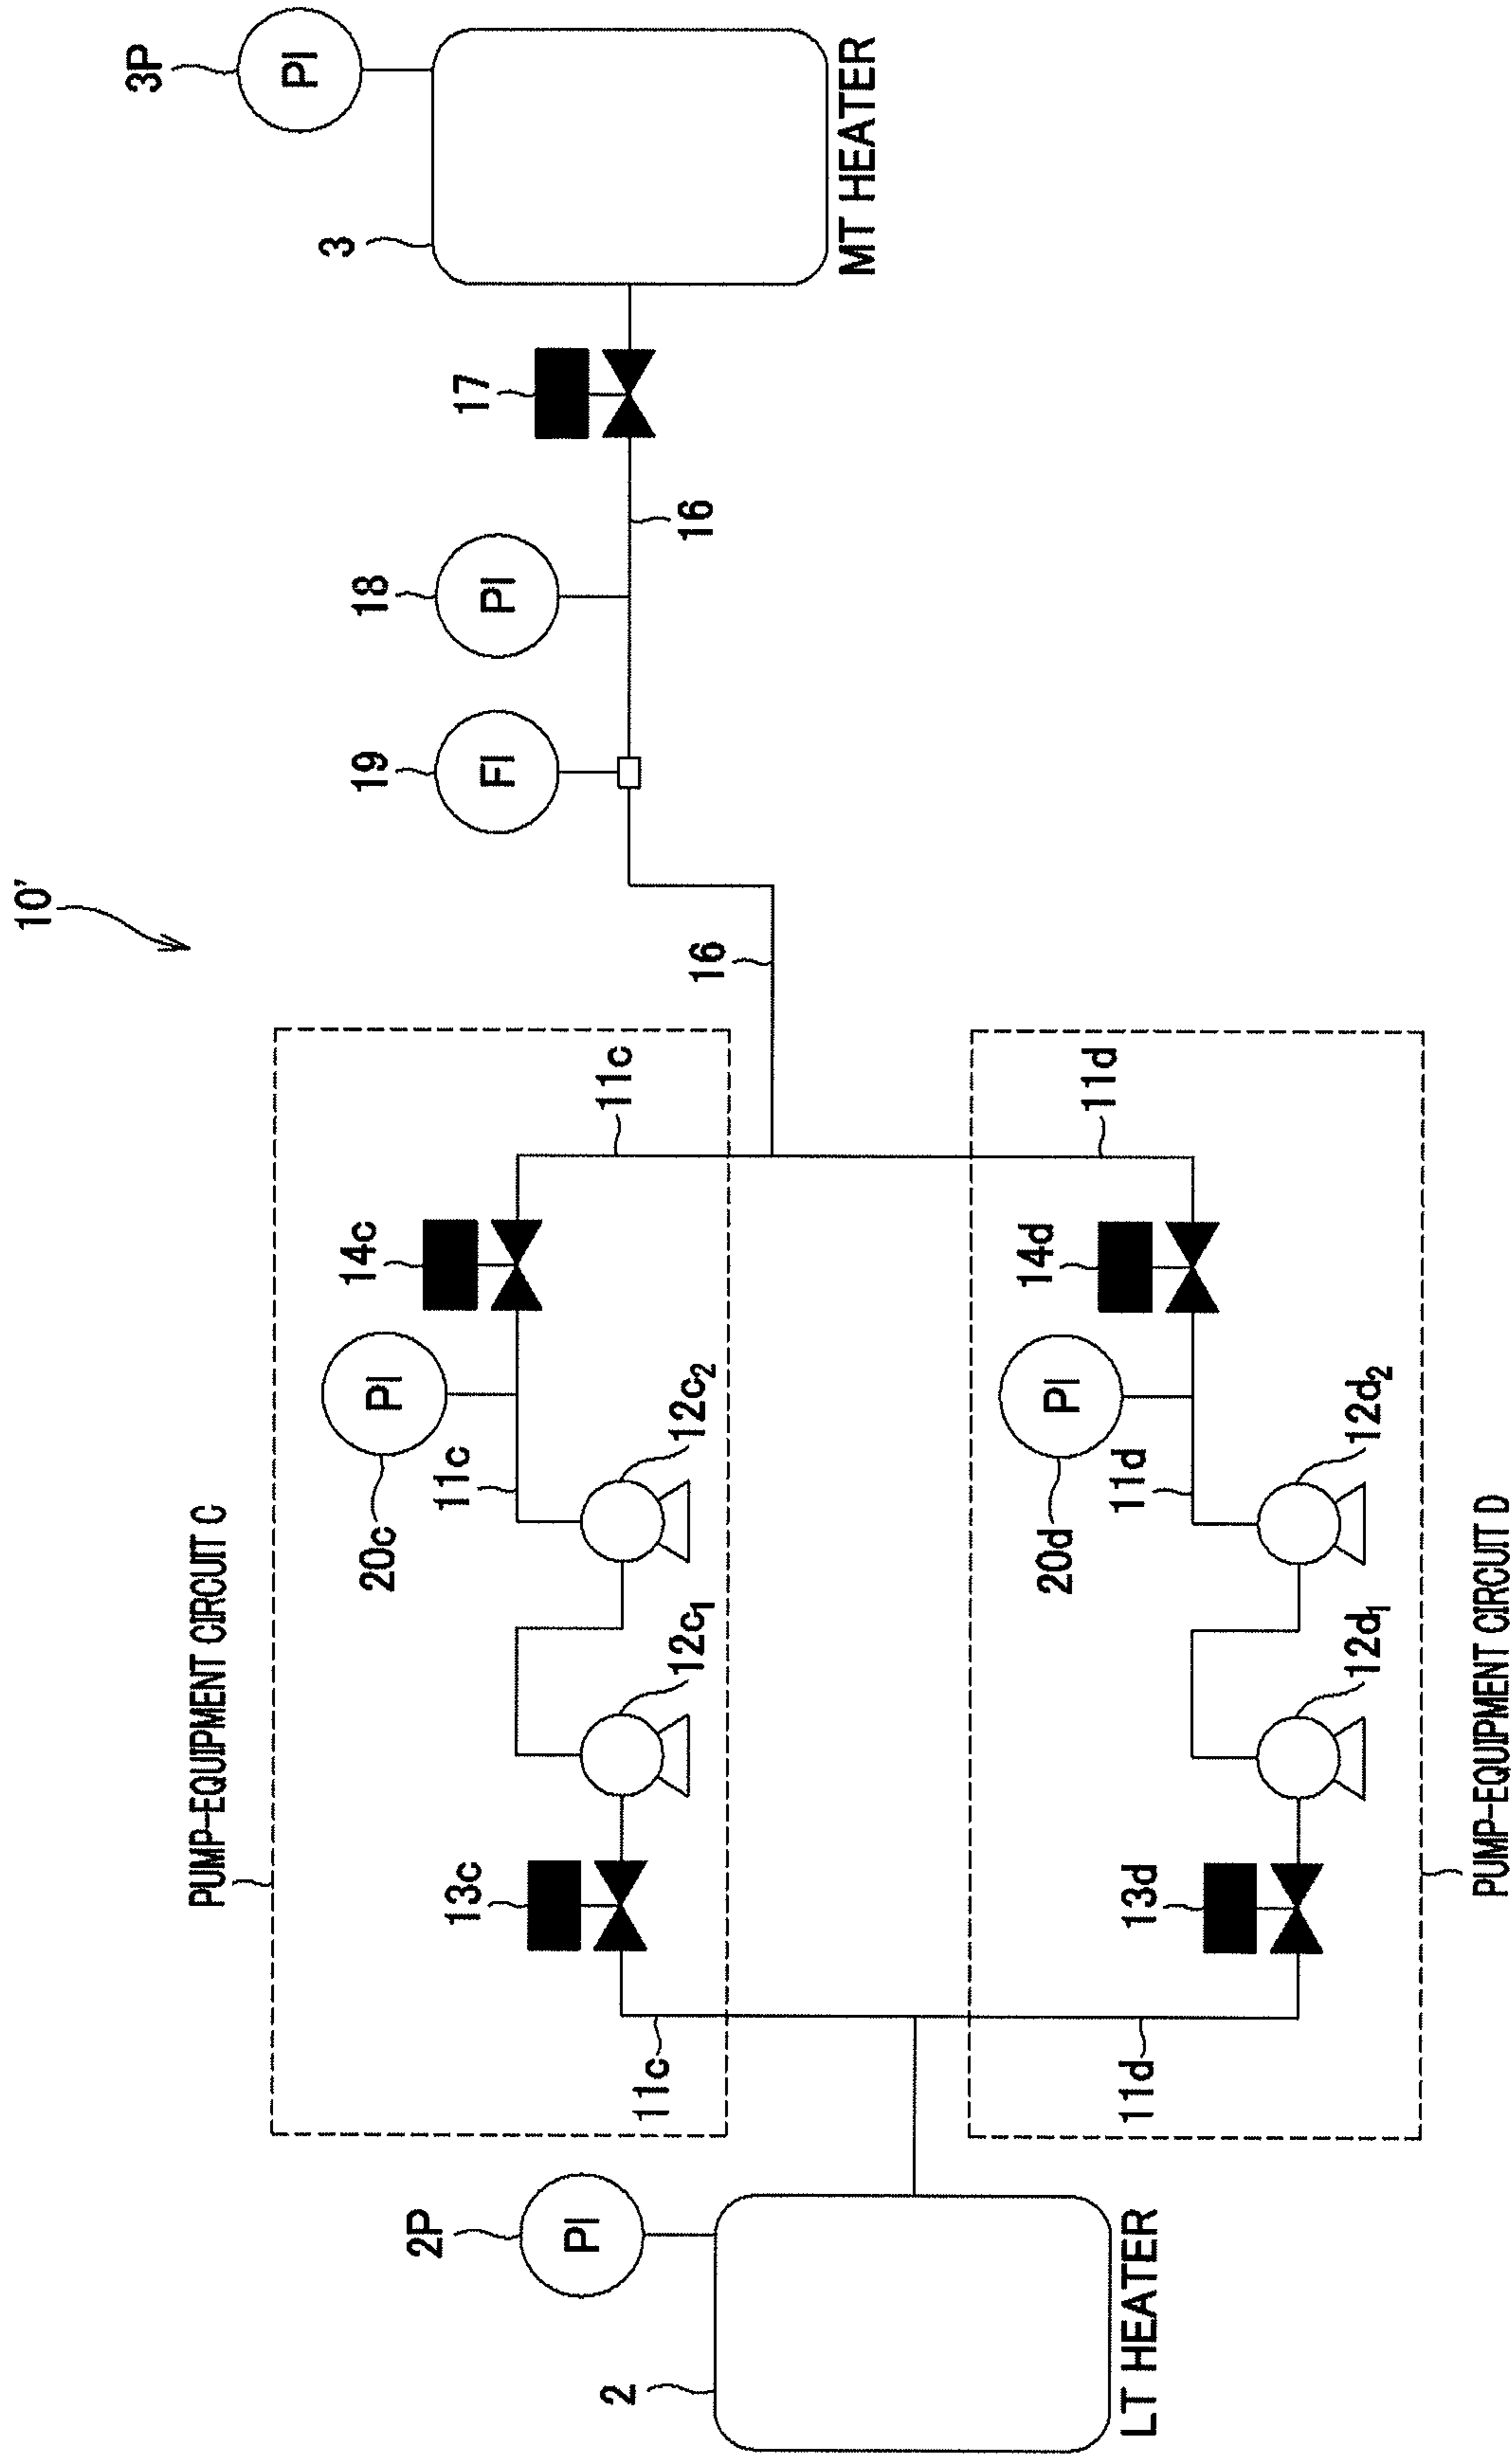 10'
3P
PI
3
MT HEATER
17
16
18
PI
19
FI
16
PUMP-EQUIPMENT CIRCUIT C
11c
14c
PI
20c
11c
12c2
12c1
13c
11c
11d
14d
PI
20d
11d
12d2
12d1
13d
11d
PUMP-EQUIPMENT CIRCUIT D
2P
PI
2
LT HEATER